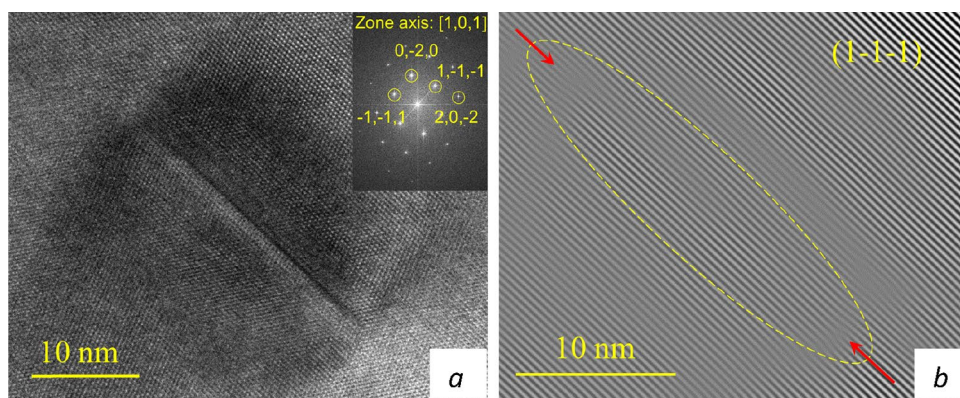 Zone axis: [1,0,1]
0,-2,0
1,-1,-1
-1,-1,1
2,0,-2
10 nm
a
(1-1-1)
10 nm
b